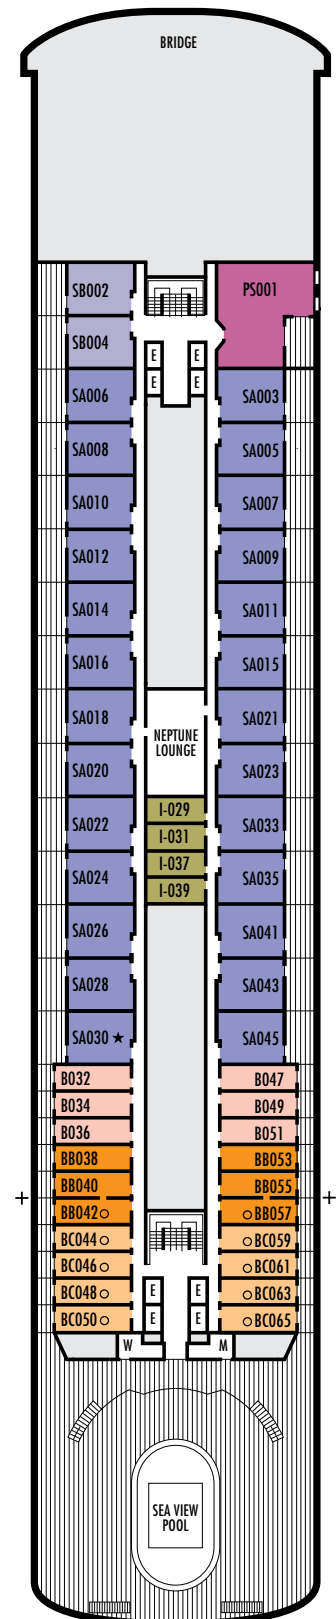 BRIDGE
SB002
PS001
SB004
E E
E E
SA006
SA003
SA008
SA005
SA010
SA007
SA012
SA009
SA014
SA011
SA016
SA015
SA018
SA021
NEPTUNE
LOUNGE
SA020
SA023
I-029
SA022
SA033
I-031
I-037
SA024
SA035
I-039
SA026
SA041
SA028
SA043
SA030 ★
SA045
B032
B047
B034
B049
B036
B051
BB038
BB053
BB040
BB055
BB042○
○BB057
BC044○
○BC059
BC046○
○BC061
BC048○
○BC063
BC050○
○BC065
E E
E E
W
M
SEA VIEW
POOL